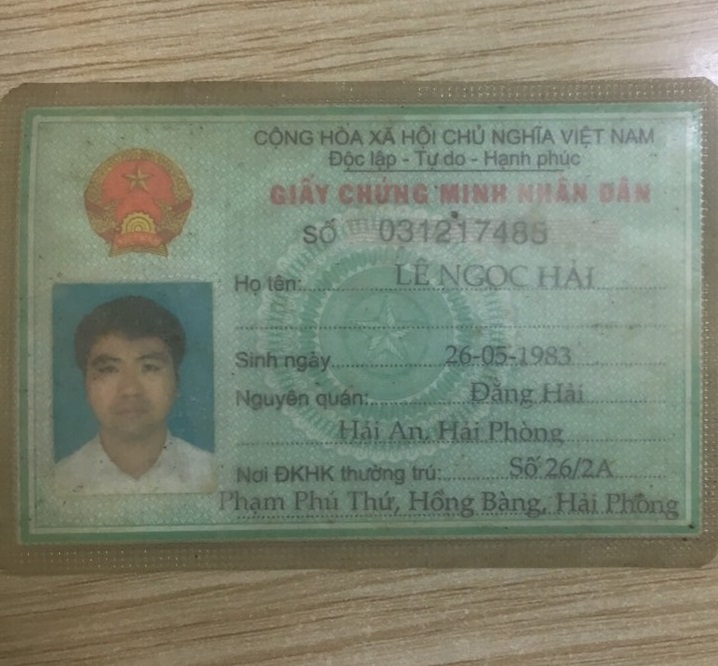 CỘNG HÒA XÃ HỘI CHỦ NGHĨA VIỆT NAM
Độc lập - Tự do - Hạnh phúc
GIẤY CHỨNG MINH NHÂN DÂN
SỐ 031217485
Họ tên: LÊ NGỌC HẢI
Sinh ngày 26-05-1983
Nguyên quán: Đằng Hải
Hải An, Hải Phòng
Nơi ĐKHK thường trú: Số 26/2A
Phạm Phú Thứ, Hồng Bàng, Hải Phòng